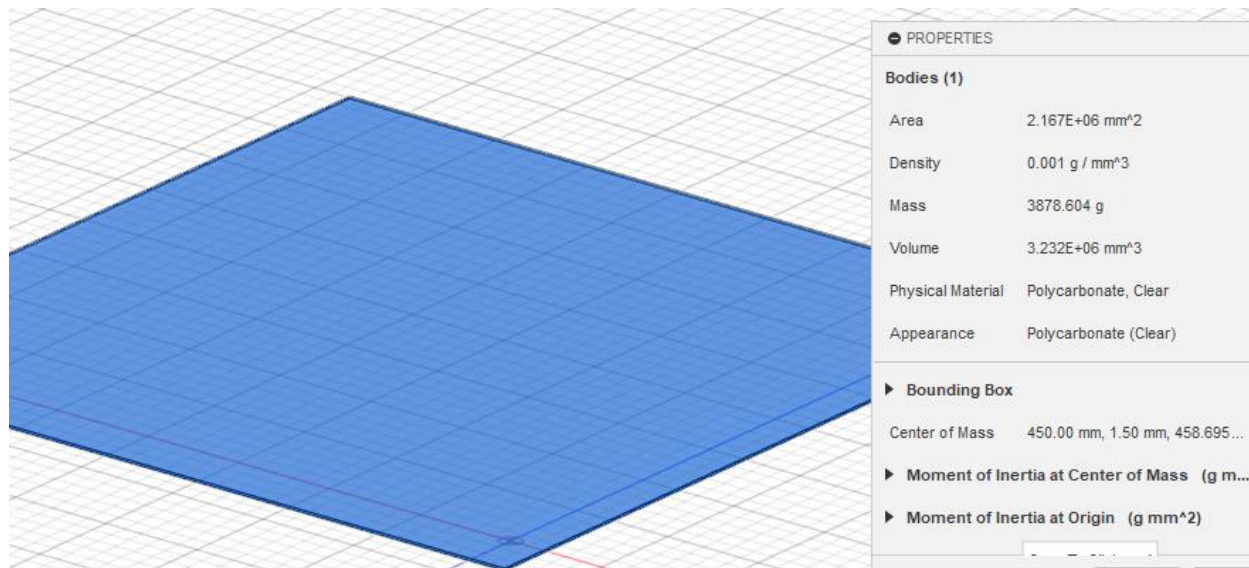 PROPERTIES
Bodies (1)
Area 2.167E+06 mm^2
Density 0.001 g / mm^3
Mass 3878.604 g
Volume 3.232E+06 mm^3
Physical Material Polycarbonate, Clear
Appearance Polycarbonate (Clear)
Bounding Box
Center of Mass 450.00 mm, 1.50 mm, 458.695...
Moment of Inertia at Center of Mass (g m...
Moment of Inertia at Origin (g mm^2)